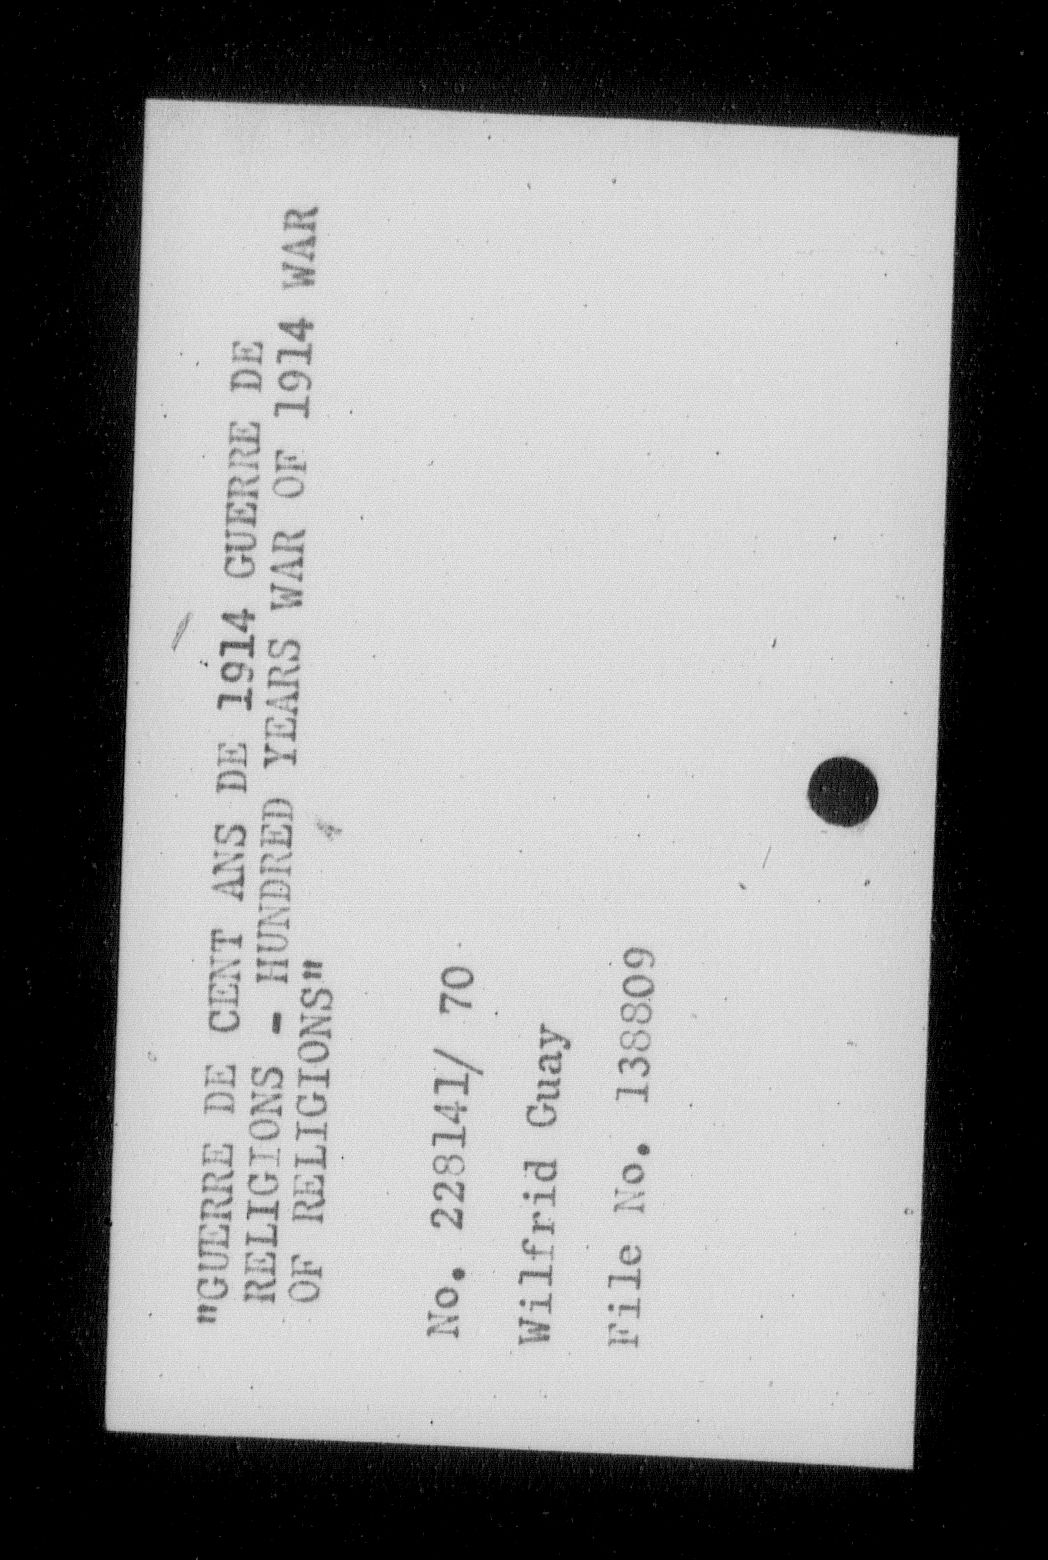 "GUERRE DE CENT ANS DE 1914 GUERRE DE
RELIGIONS - HUNDRED YEARS WAR OF 1914 WAR
OF RELIGIONS"
No. 228141/ 70
Wilfrid Guay
File No. 138809